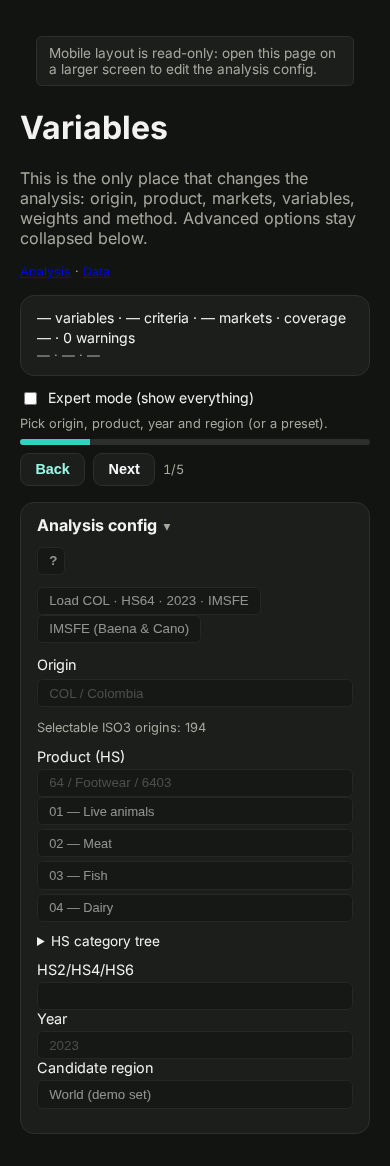 Mobile layout is read-only: open this page on
a larger screen to edit the analysis config.
Variables
This is the only place that changes the
analysis: origin, product, markets, variables,
weights and method. Advanced options stay
collapsed below.
Analysis · Data
— variables · — criteria · — markets · coverage
— · 0 warnings
— · — · —
Expert mode (show everything)
Pick origin, product, year and region (or a preset).
Back Next 1/5
Analysis config ▼
?
Load COL · HS64 · 2023 · IMSFE
IMSFE (Baena & Cano)
Origin
COL / Colombia
Selectable ISO3 origins: 194
Product (HS)
64 / Footwear / 6403
01 — Live animals
02 — Meat
03 — Fish
04 — Dairy
▶ HS category tree
HS2/HS4/HS6
Year
2023
Candidate region
World (demo set)